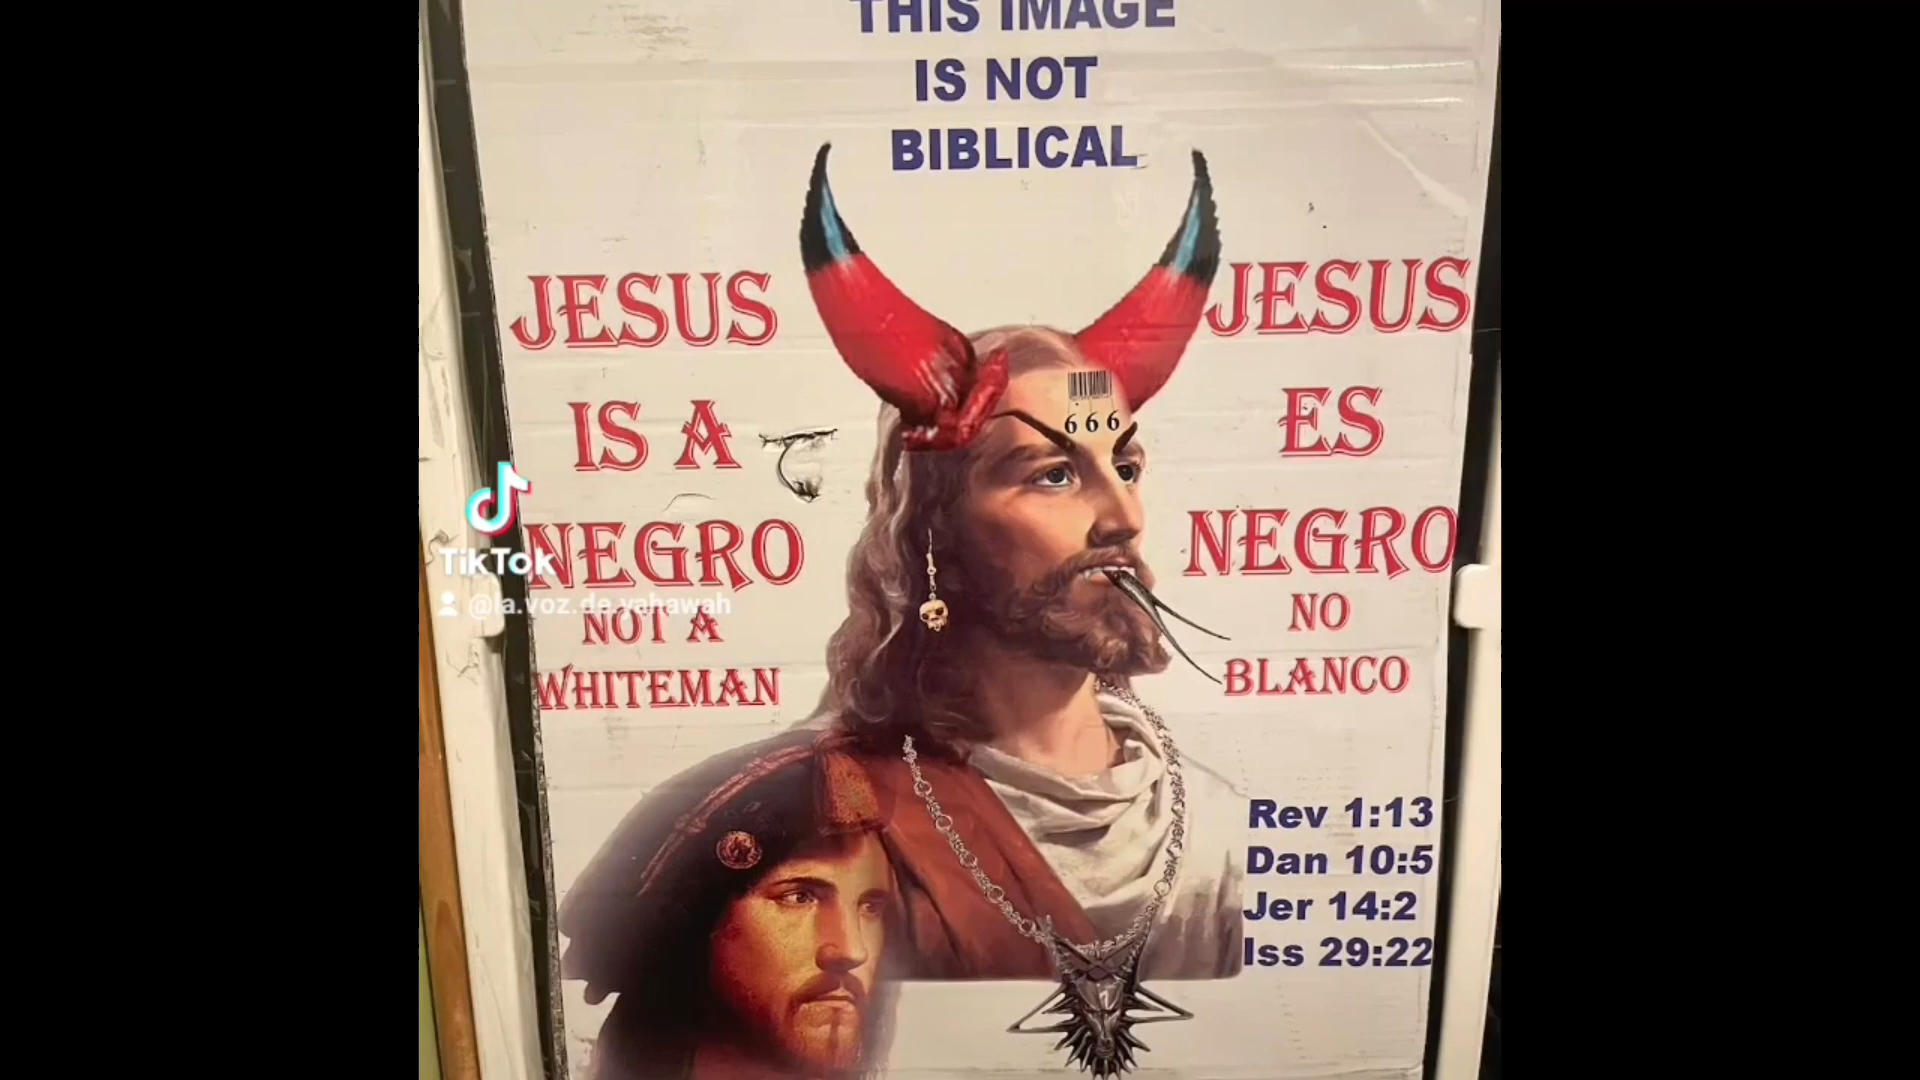 THIS IMAGE
IS NOT
BIBLICAL
JESUS
IS A
NEGRO
NOT A
WHITEMAN
JESUS
ES
NEGRO
NO
BLANCO
666
Rev 1:13
Dan 10:5
Jer 14:2
Iss 29:22
TikTok
@la.voz.de.yahawah